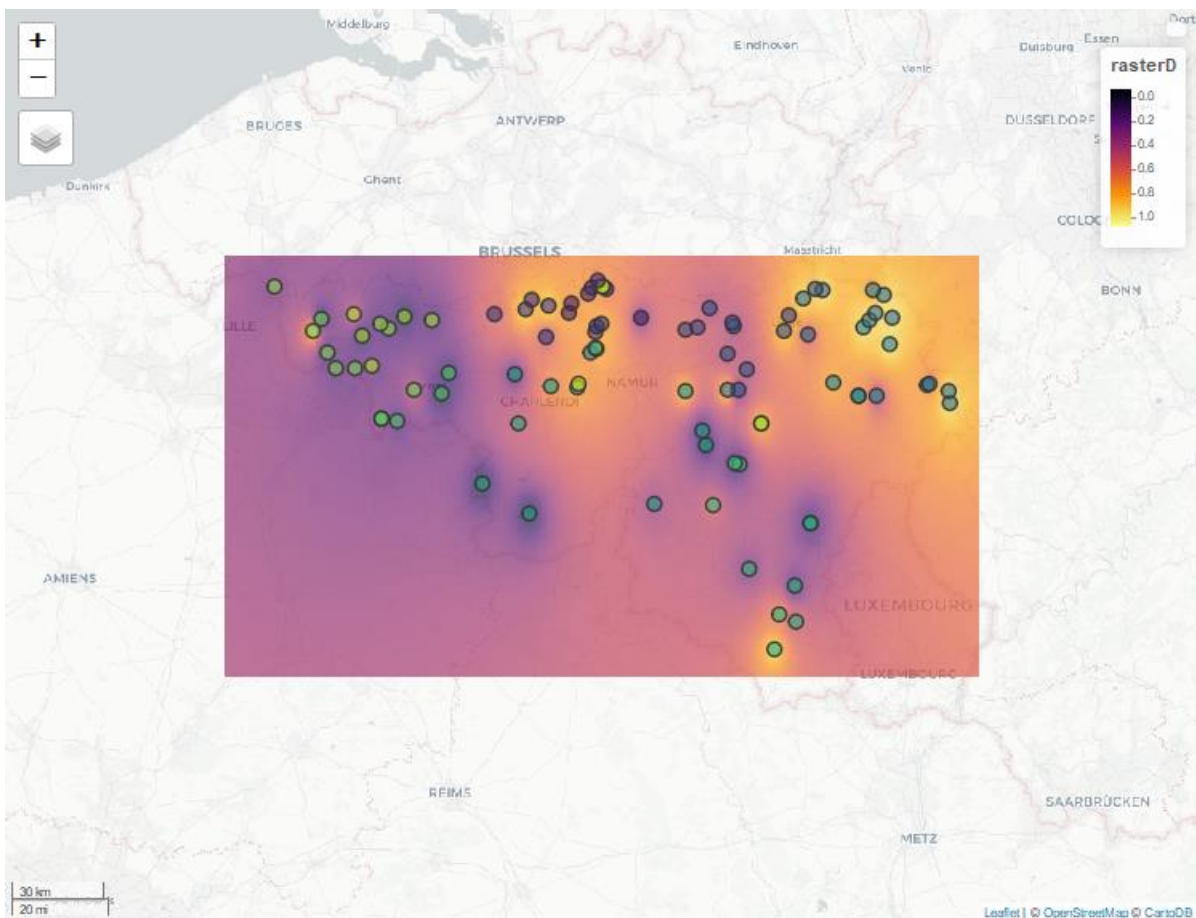 Middelburg
Eindhoven
Essen
Duisburg
Venlo
+
−
rasterD
0.0
0.2
0.4
0.6
0.8
1.0
BRUGES
ANTWERP
DUSSELDORF
Ghent
Dunkirk
COLOG
BRUSSELS
Maastricht
BONN
LILLE
NAMUR
CHARLEROI
AMIENS
LUXEMBOURG
LUXEMBOURG
REIMS
SAARBRÜCKEN
METZ
30 km
20 mi
Leaflet | © OpenStreetMap © CartoDB